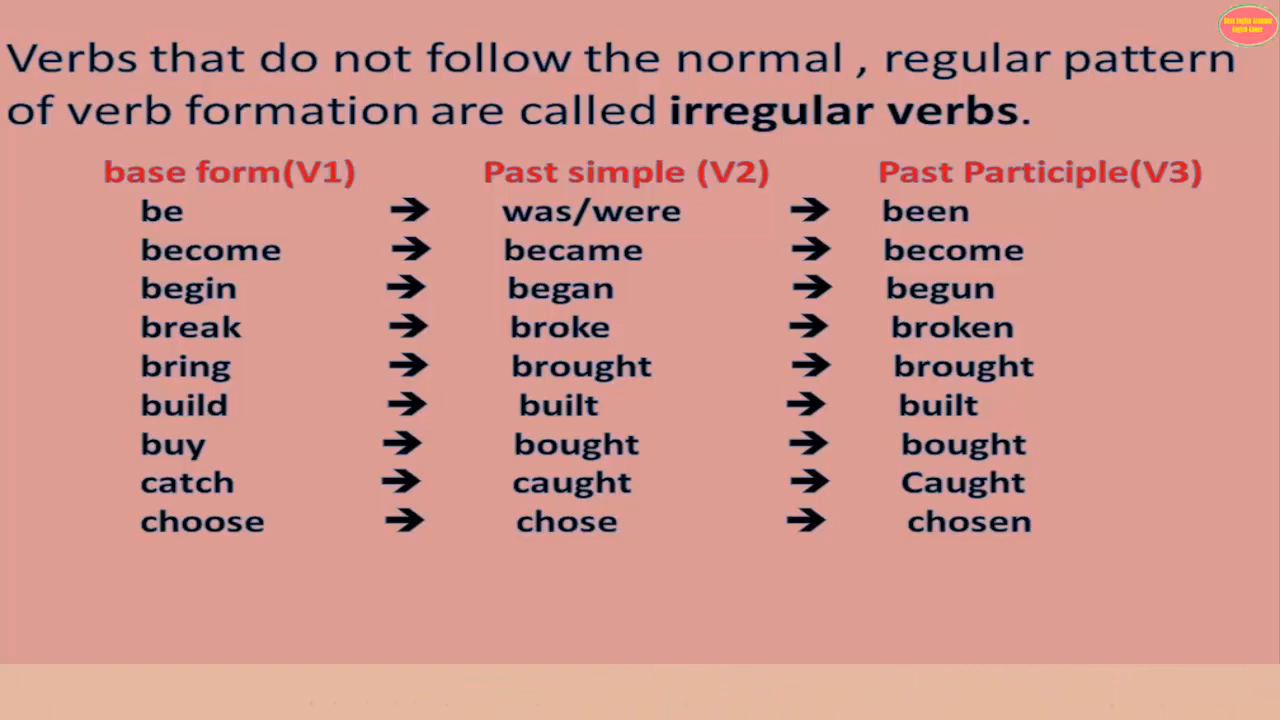 Verbs that do not follow the normal , regular pattern
of verb formation are called irregular verbs.
base form(V1) Past simple (V2) Past Participle(V3)
be ➔ was/were ➔ been
become ➔ became ➔ become
begin ➔ began ➔ begun
break ➔ broke ➔ broken
bring ➔ brought ➔ brought
build ➔ built ➔ built
buy ➔ bought ➔ bought
catch ➔ caught ➔ Caught
choose ➔ chose ➔ chosen